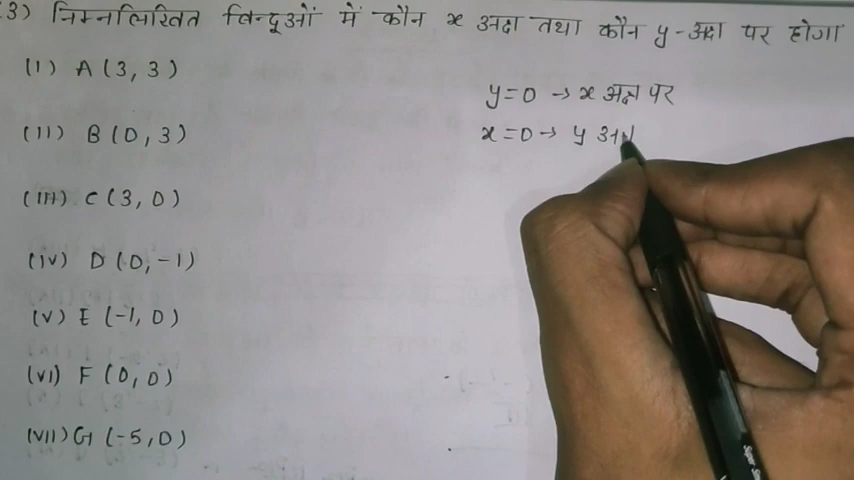 3) निम्नलिखित बिन्दूओं में कौन x अक्ष तथा कौन y-अक्ष पर होगा
(I) A (3, 3)
y=0 → x अक्ष पर
(II) B (0, 3)
x=0 → y अक्ष
(III) C (3, 0)
(iv) D (0, -1)
(V) E (-1, 0)
(VI) F (0, 0)
(VII) G (-5, 0)